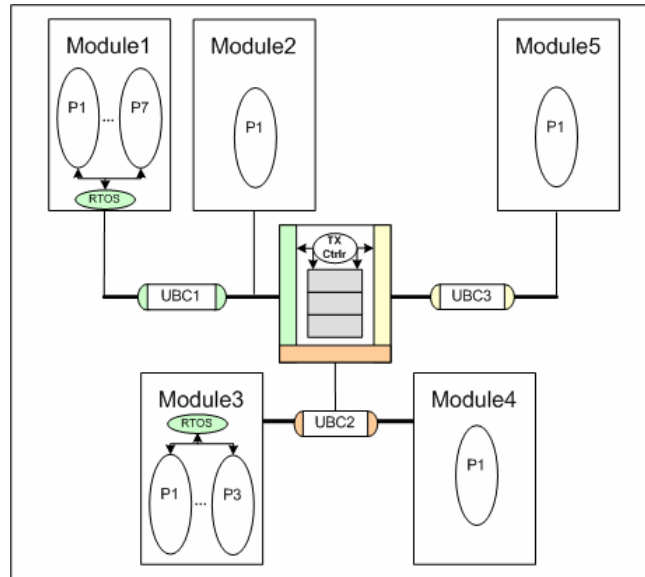 Module1
Module2
Module5
P1
...
P7
P1
P1
RTOS
TX
Ctrlr
UBC1
UBC3
Module3
Module4
RTOS
UBC2
P1
...
P3
P1